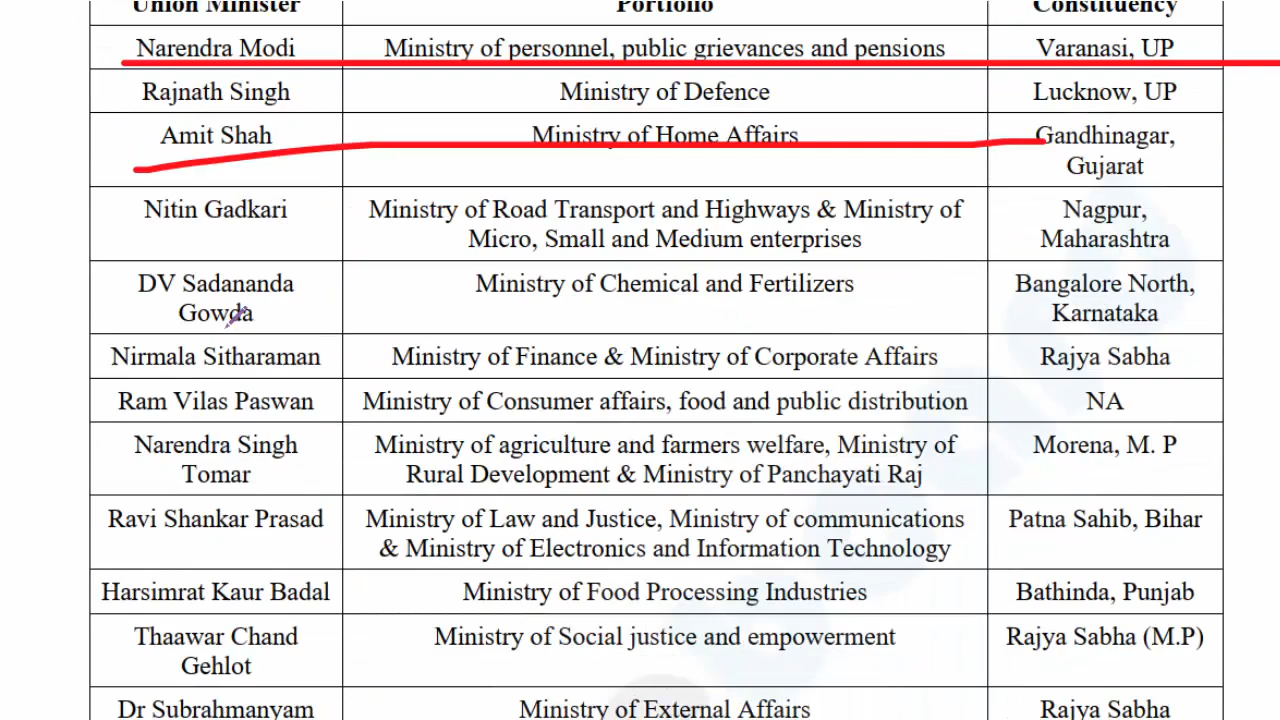 Union Minister Portfolio Constituency
Narendra Modi Ministry of personnel, public grievances and pensions Varanasi, UP
Rajnath Singh Ministry of Defence Lucknow, UP
Amit Shah Ministry of Home Affairs Gandhinagar,
Gujarat
Nitin Gadkari Ministry of Road Transport and Highways & Ministry of Nagpur,
Micro, Small and Medium enterprises Maharashtra
DV Sadananda Ministry of Chemical and Fertilizers Bangalore North,
Gowda Karnataka
Nirmala Sitharaman Ministry of Finance & Ministry of Corporate Affairs Rajya Sabha
Ram Vilas Paswan Ministry of Consumer affairs, food and public distribution NA
Narendra Singh Ministry of agriculture and farmers welfare, Ministry of Morena, M. P
Tomar Rural Development & Ministry of Panchayati Raj
Ravi Shankar Prasad Ministry of Law and Justice, Ministry of communications Patna Sahib, Bihar
& Ministry of Electronics and Information Technology
Harsimrat Kaur Badal Ministry of Food Processing Industries Bathinda, Punjab
Thaawar Chand Ministry of Social justice and empowerment Rajya Sabha (M.P)
Gehlot
Dr Subrahmanyam Ministry of External Affairs Rajya Sabha